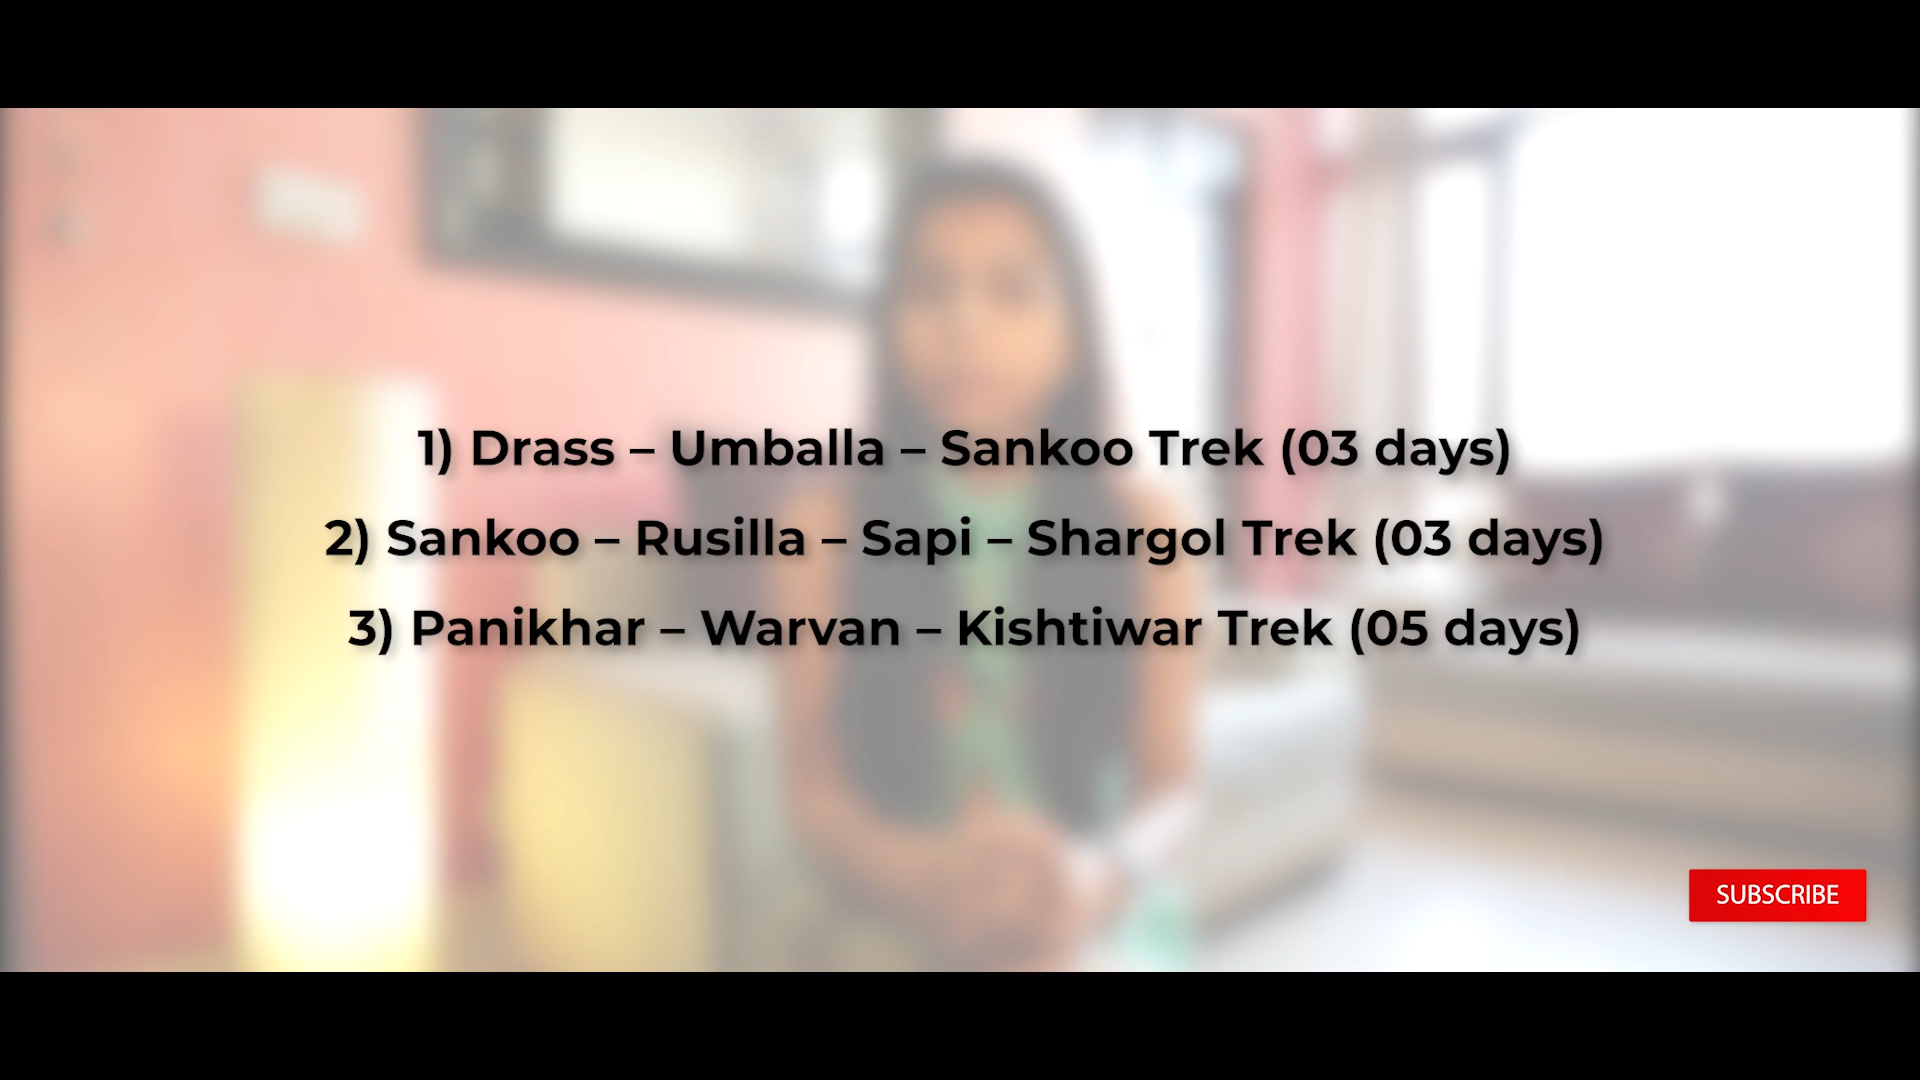 1) Drass – Umballa – Sankoo Trek (03 days)
2) Sankoo – Rusilla – Sapi – Shargol Trek (03 days)
3) Panikhar – Warvan – Kishtiwar Trek (05 days)
SUBSCRIBE